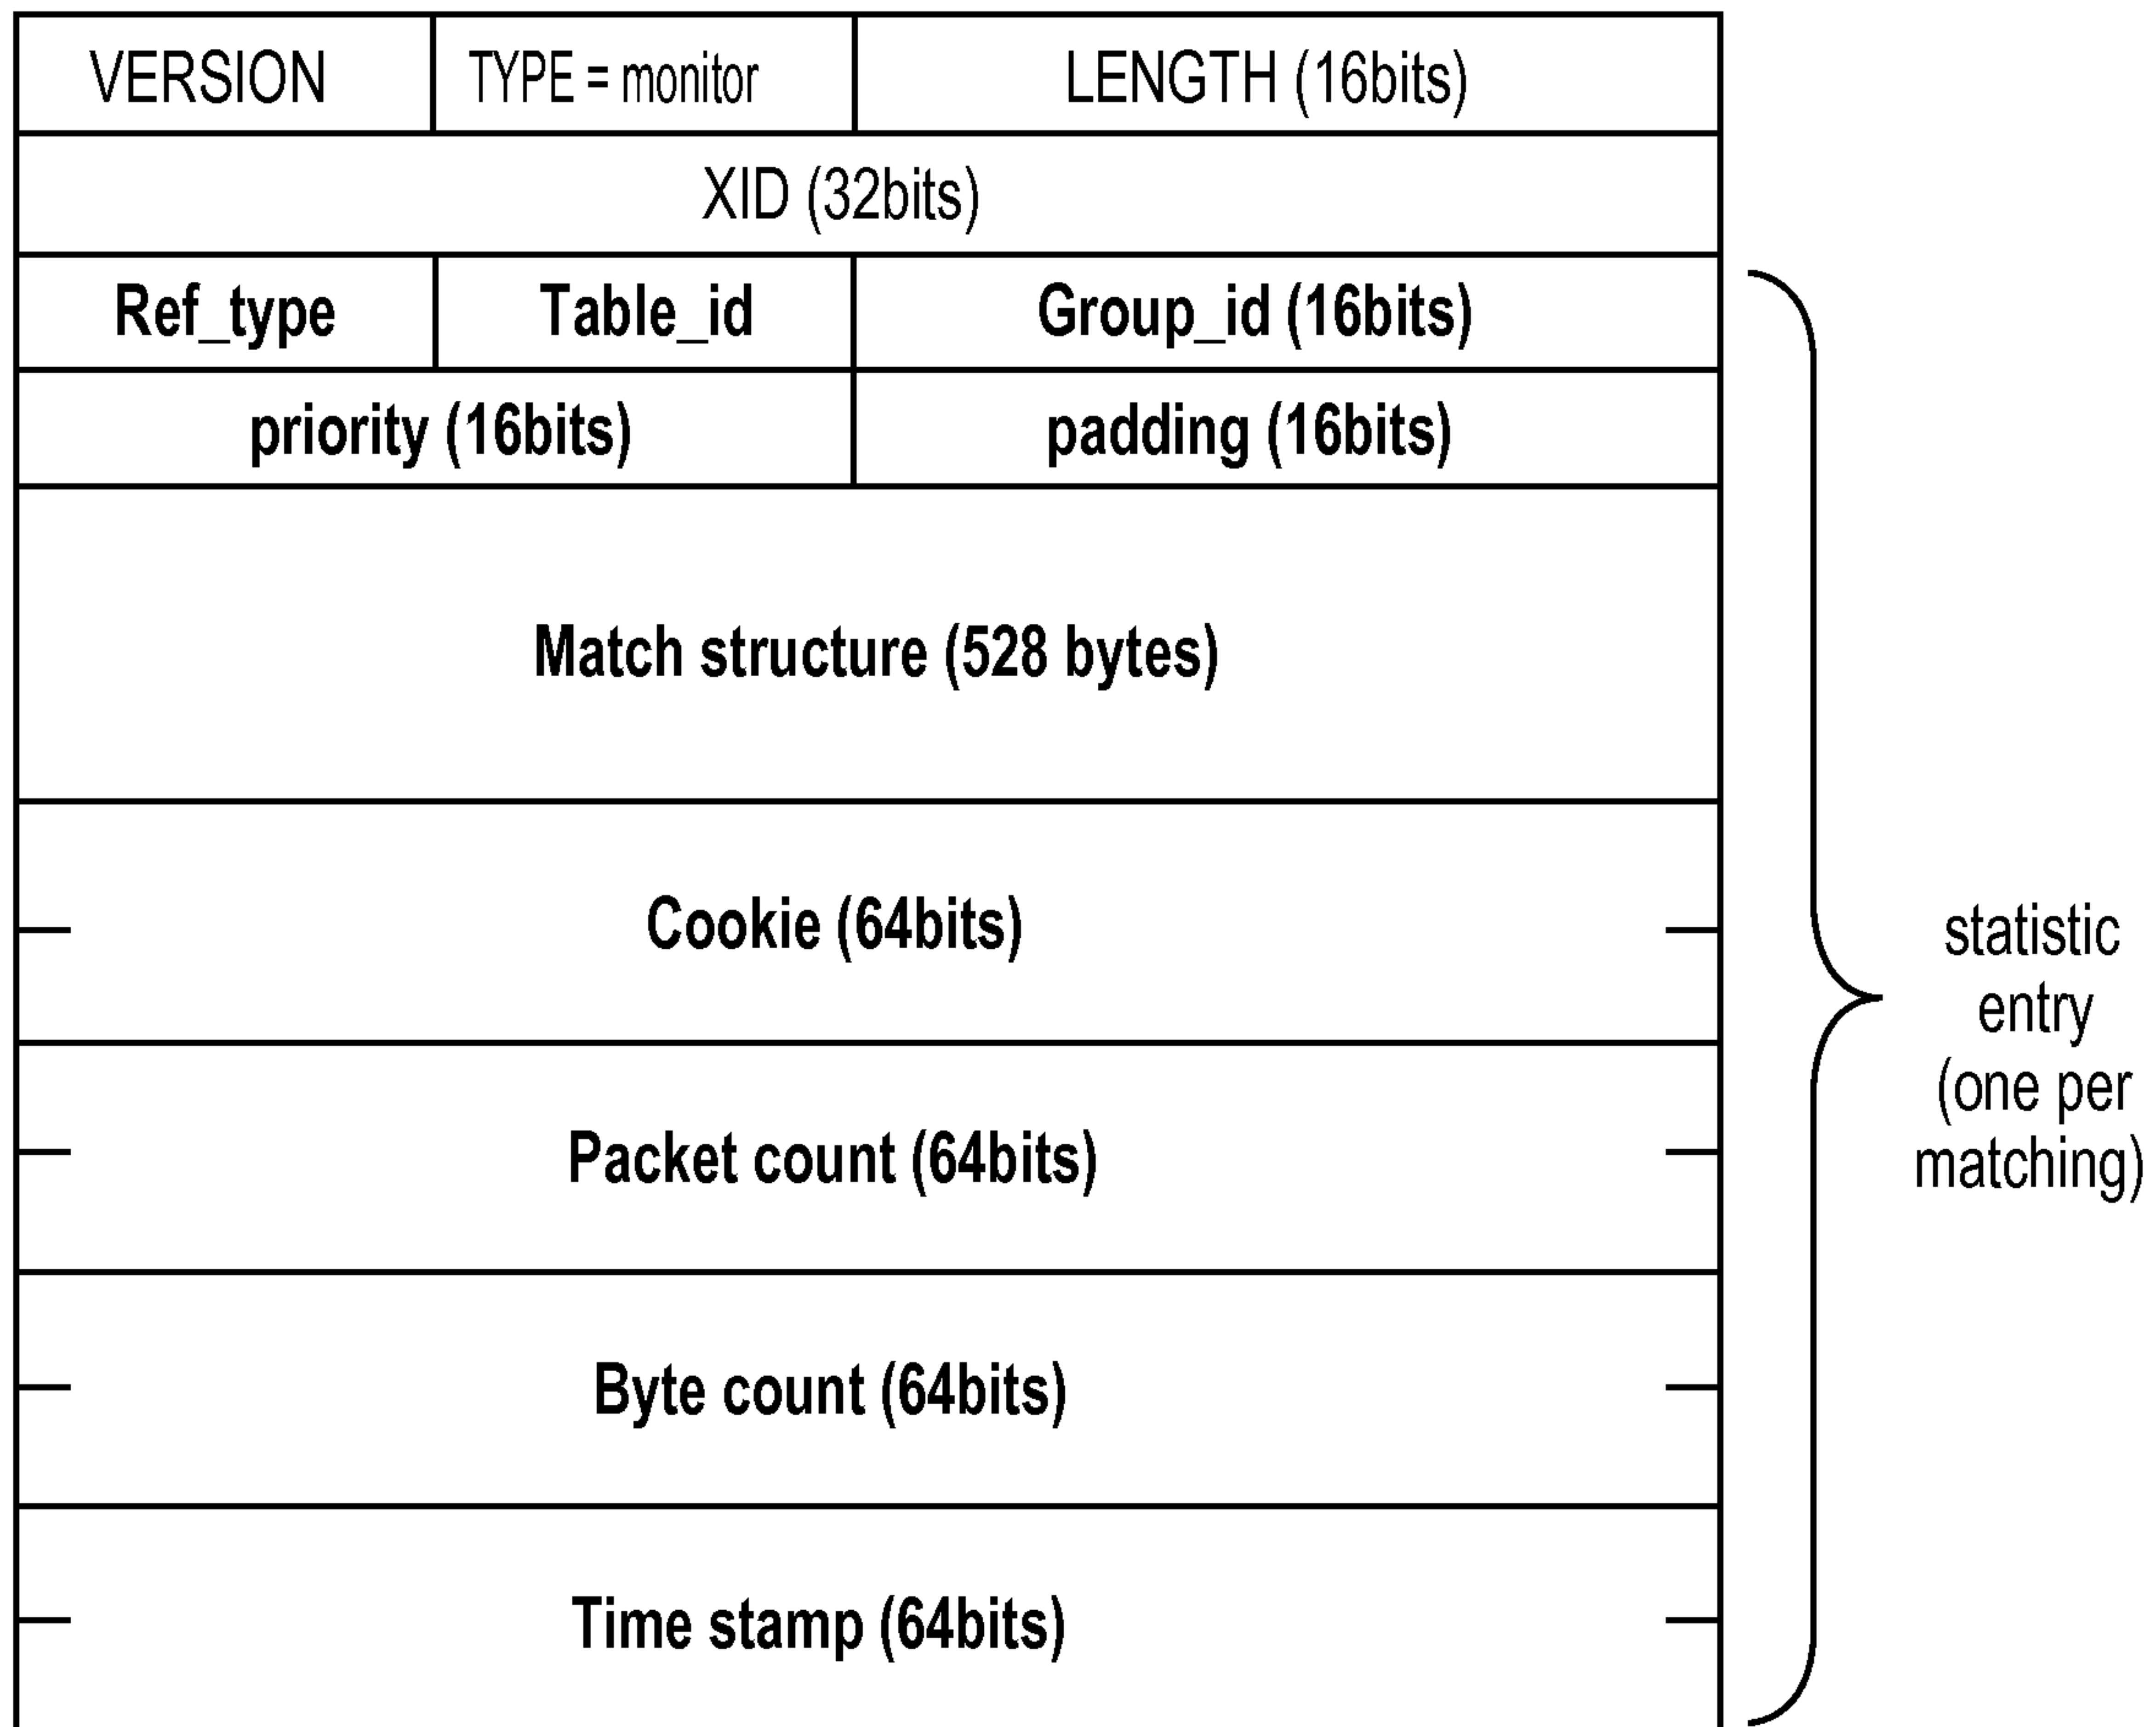 VERSION TYPE = monitor LENGTH (16bits)
XID (32bits)
Ref_type Table_id Group_id (16bits)
priority (16bits) padding (16bits)
Match structure (528 bytes)
Cookie (64bits)
Packet count (64bits)
Byte count (64bits)
Time stamp (64bits)
statistic
entry
(one per
matching)